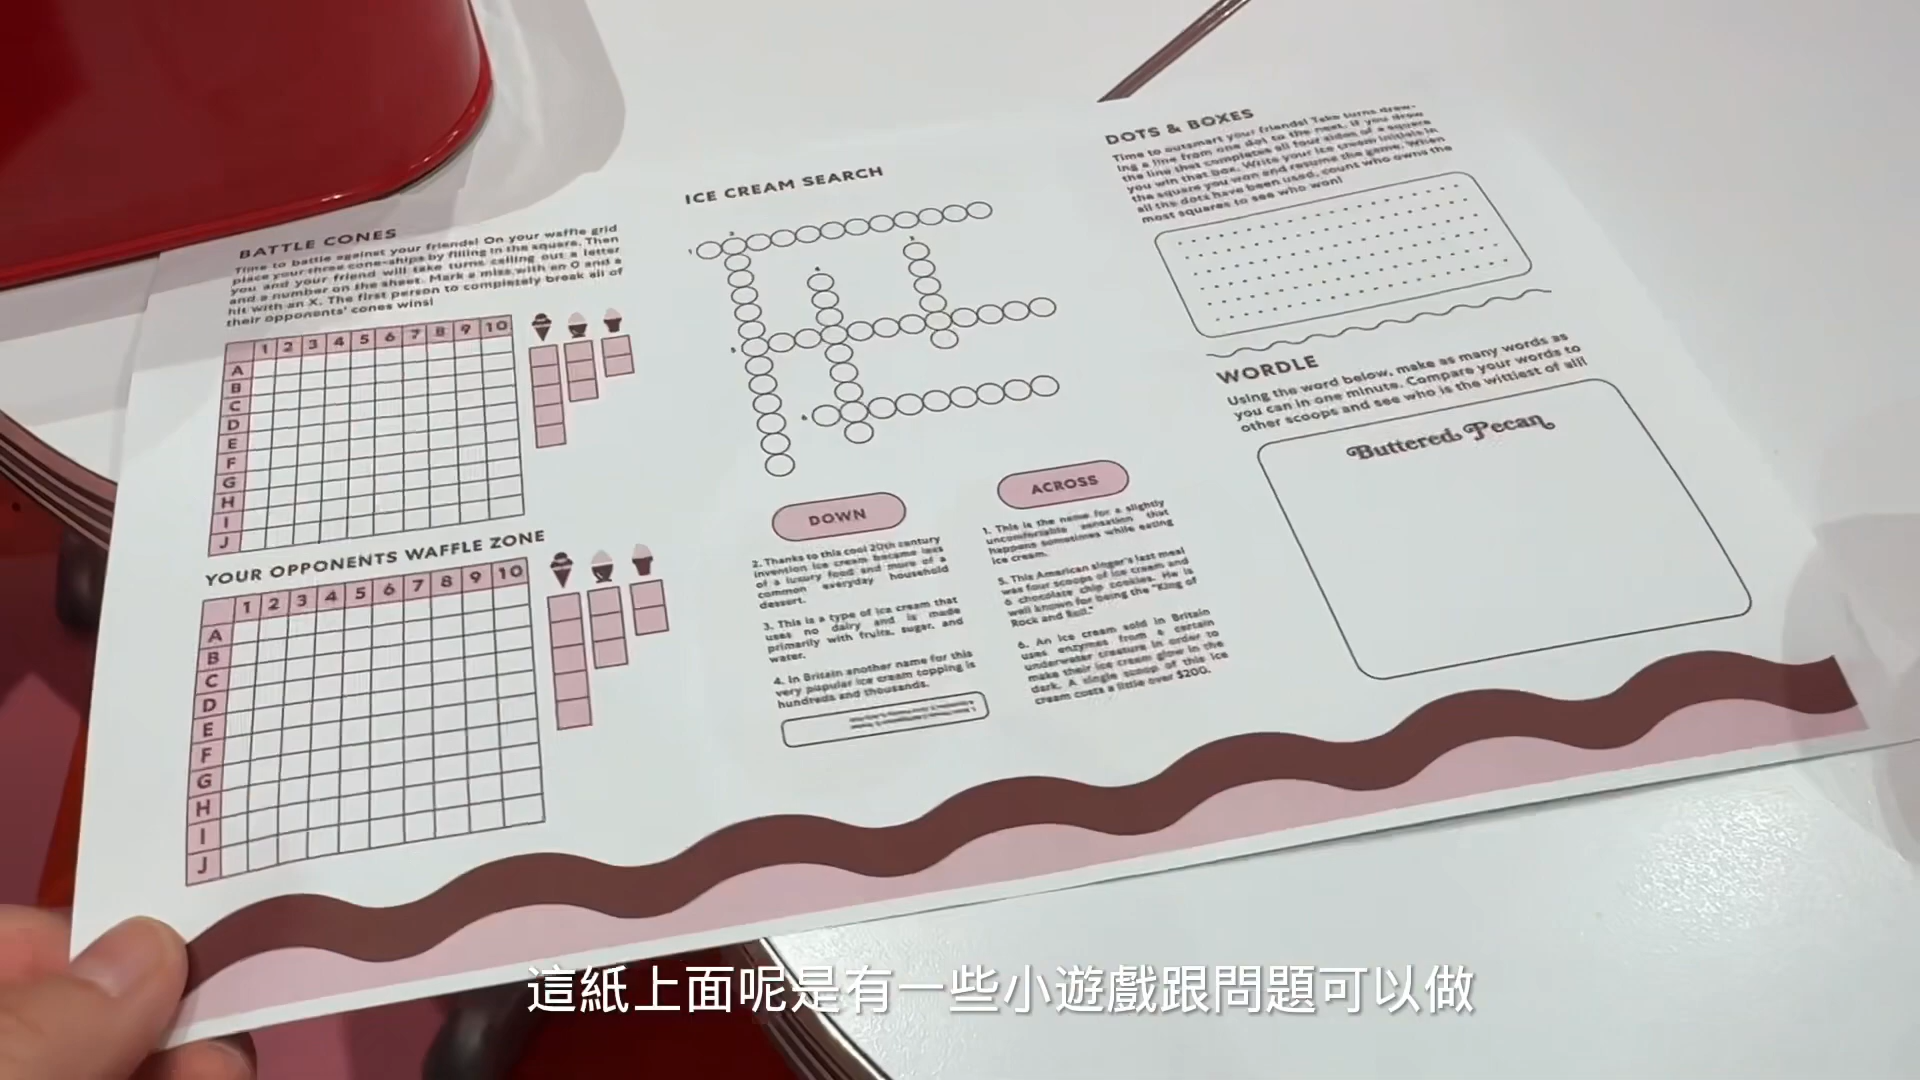 BATTLE CONES
Time to battle against your friends! On your waffle grid
place your three cone-ships by filling in the square. Then
you and your friend will take turns calling out a letter
and a number on the sheet. Mark a miss with an O and a
hit with an X. The first person to completely break all of
their opponents' cones wins!
1 2 3 4 5 6 7 8 9 10
A
B
C
D
E
F
G
H
I
J
YOUR OPPONENTS WAFFLE ZONE
1 2 3 4 5 6 7 8 9 10
A
B
C
D
E
F
G
H
I
J
ICE CREAM SEARCH
1
2
3
4
5
6
DOWN
2. Thanks to this cool 20th century
invention ice cream became less
of a luxury food and more of a
common everyday household
dessert.
3. This is a type of ice cream that
uses no dairy and is made
primarily with fruits, sugar, and
water.
4. In Britain another name for this
very popular ice cream topping is
hundreds and thousands.
ACROSS
1. This is the name for a slightly
uncomfortable sensation that
happens sometimes while eating
ice cream.
5. This American singer's last meal
was four scoops of ice cream and
6 chocolate chip cookies. He is
well known for being the "King of
Rock and Roll."
6. An ice cream sold in Britain
uses enzymes from a certain
underwater creature in order to
make their ice cream glow in the
dark. A single scoop of this ice
cream costs a little over $200.
DOTS & BOXES
Time to outsmart your friends! Take turns draw-
ing a line from one dot to the next. If you draw
the line that completes all four sides of a square
you win that box. Write your ice cream initials in
the square you won and resume the game. When
all the dots have been used, count who owns the
most squares to see who won!
WORDLE
Using the word below, make as many words as
you can in one minute. Compare your words to
other scoops and see who is the wittiest of all!
Buttered Pecan
這紙上面呢是有一些小遊戲跟問題可以做